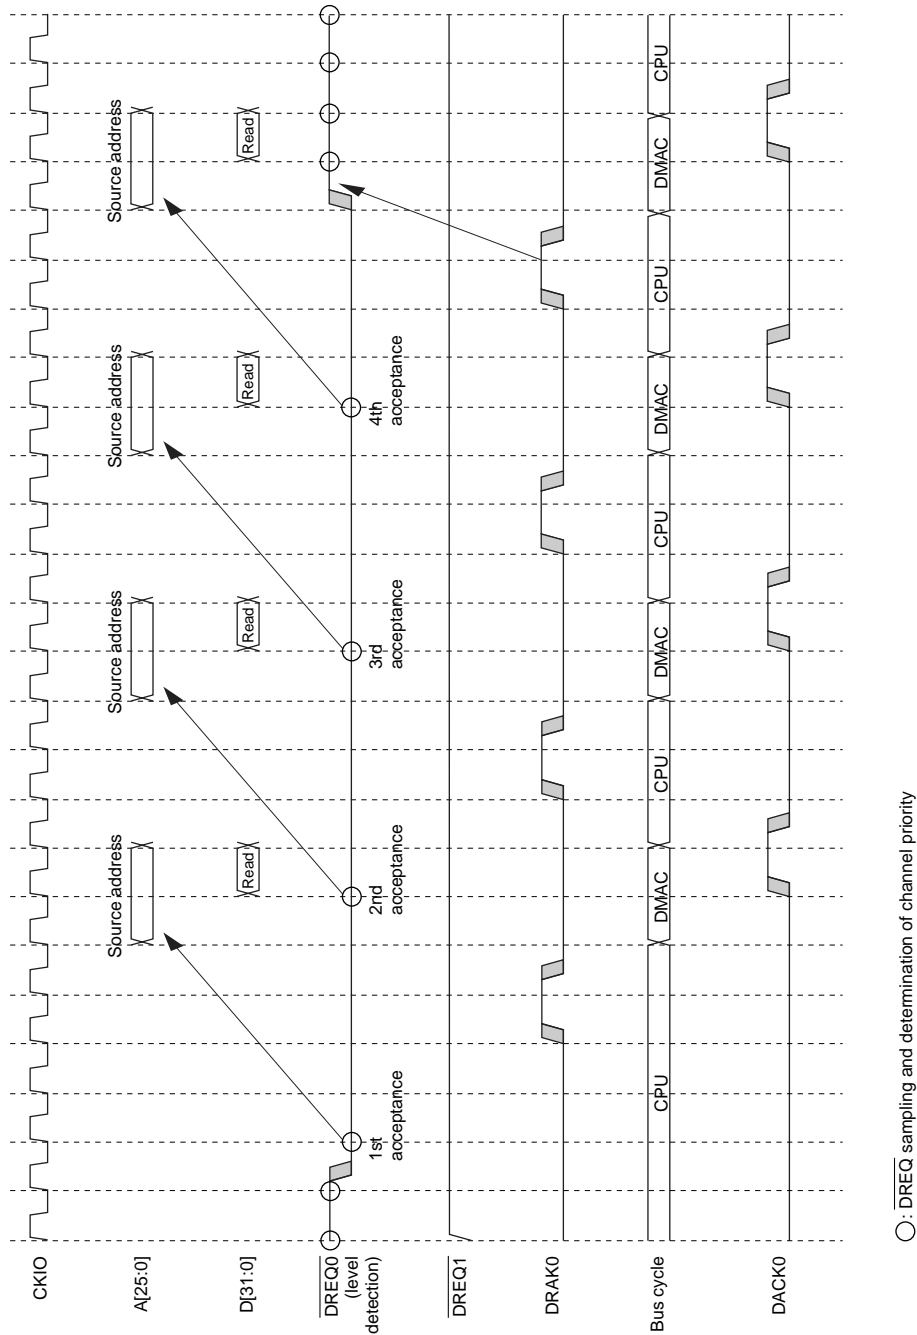 CKIO
A[25:0]
Source address
Source address
Source address
Source address
D[31:0]
Read
Read
Read
Read
DREQ0
(level
detection)
1st
acceptance
2nd
acceptance
3rd
acceptance
4th
acceptance
DREQ1
DRAK0
Bus cycle
CPU
DMAC
CPU
DMAC
CPU
DMAC
CPU
DMAC
CPU
DACK0
: DREQ sampling and determination of channel priority